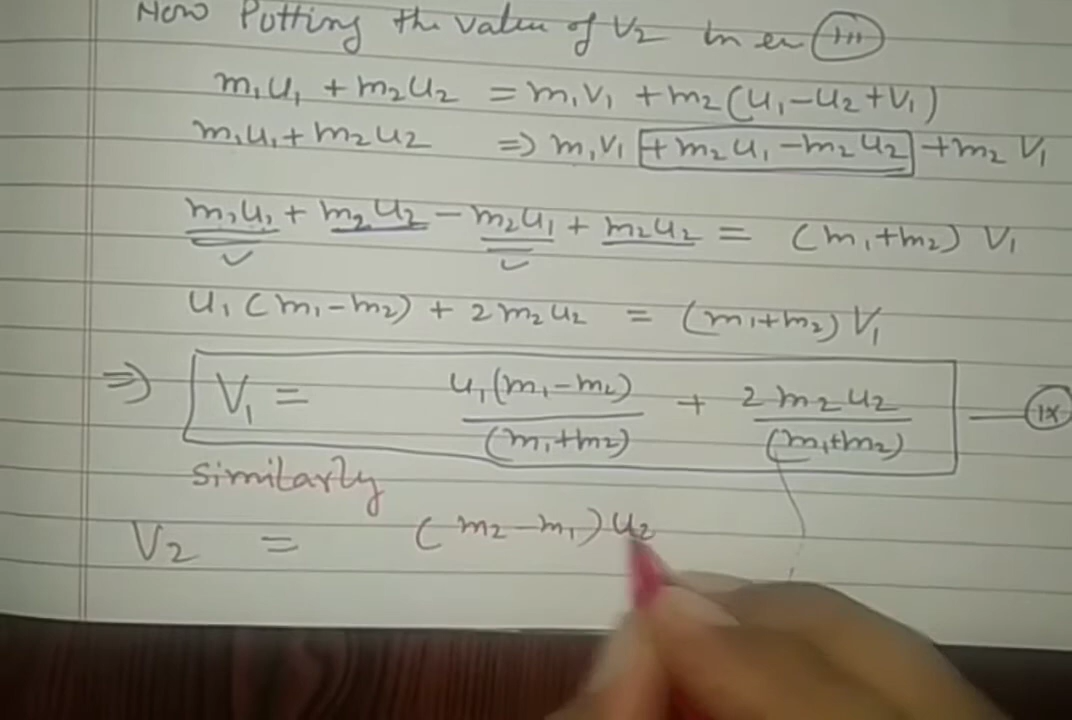 Now Putting the value of V₂ in en (iii)
m₁u₁ + m₂u₂ = m₁v₁ + m₂(u₁-u₂+v₁)
m₁u₁ + m₂u₂ ⇒ m₁v₁ + m₂u₁ - m₂u₂ + m₂ V₁
m₁u₁ + m₂u₂ - m₂u₁ + m₂u₂ = (m₁+m₂) V₁
u₁(m₁-m₂) + 2m₂u₂ = (m₁+m₂) V₁
⇒ V₁ = u₁(m₁-m₂)/(m₁+m₂) + 2m₂u₂/(m₁+m₂) — (ix)
similarly
V₂ = (m₂-m₁)u₂